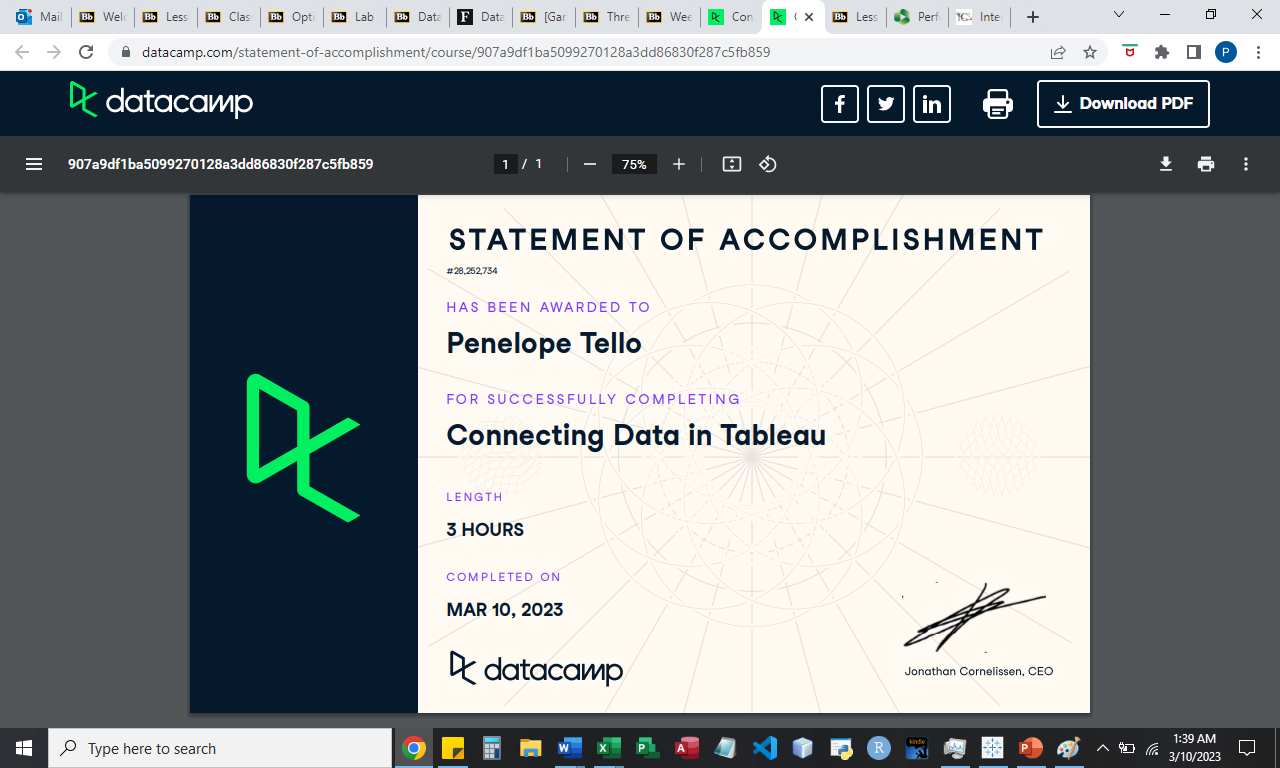 Mail
Welc
Less
Clas
Opti
Lab
Data
Data
[Gar
Thre
Wee
Con
Less
Perf
Inte
datacamp.com/statement-of-accomplishment/course/907a9df1ba5099270128a3dd86830f287c5fb859
P
datacamp
Download PDF
907a9df1ba5099270128a3dd86830f287c5fb859
1 / 1
75%
STATEMENT OF ACCOMPLISHMENT
#28,252,734
HAS BEEN AWARDED TO
Penelope Tello
FOR SUCCESSFULLY COMPLETING
Connecting Data in Tableau
LENGTH
3 HOURS
COMPLETED ON
MAR 10, 2023
datacamp
Jonathan Cornelissen, CEO
Type here to search
1:39 AM
3/10/2023